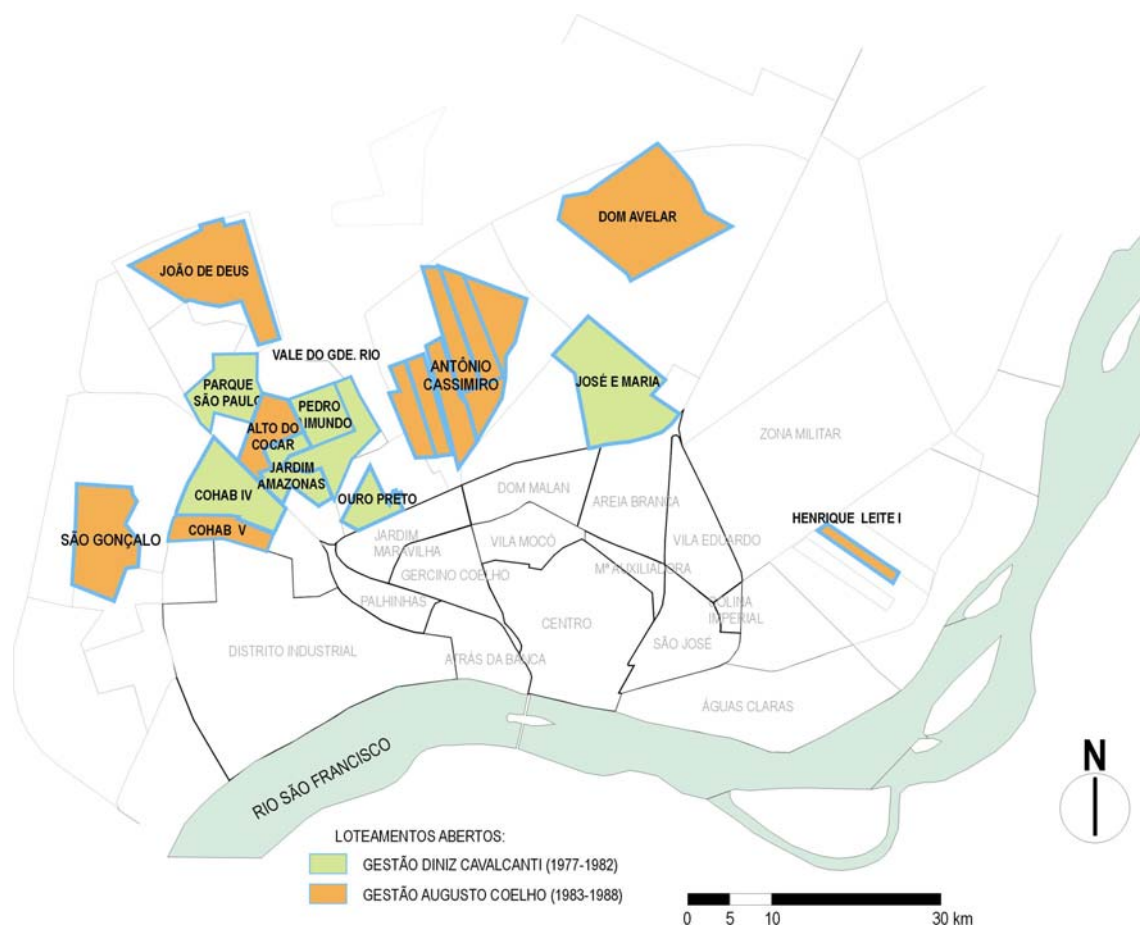 DOM AVELAR
JOÃO DE DEUS
VALE DO GDE. RIO
ANTÔNIO
CASSIMIRO
JOSÉ E MARIA
PARQUE
SÃO PAULO
PEDRO
IMUNDO
ALTO DO
COCAR
JARDIM
AMAZONAS
ZONA MILITAR
COHAB IV
OURO PRETO
DOM MALAN
AREIA BRANCA
HENRIQUE LEITE I
SÃO GONÇALO
COHAB V
JARDIM
MARAVILHA
VILA MOCÓ
VILA EDUARDO
GERCINO COELHO
Mª AUXILIADORA
PALHINHAS
CENTRO
COLINA
IMPERIAL
DISTRITO INDUSTRIAL
ATRÁS DA BANCA
SÃO JOSÉ
ÁGUAS CLARAS
RIO SÃO FRANCISCO
N
LOTEAMENTOS ABERTOS:
GESTÃO DINIZ CAVALCANTI (1977-1982)
GESTÃO AUGUSTO COELHO (1983-1988)
0 5 10 30 km